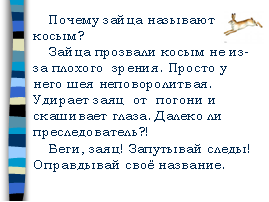 Почему зайца называют
косым?
Зайца прозвали косым не из-
за плохого зрения. Просто у
него шея неповоролитвая.
Удирает заяц от погони и
скашивает глаза. Далеко ли
преследователь?!
Беги, заяц! Запутывай следы!
Оправдывай своё название.